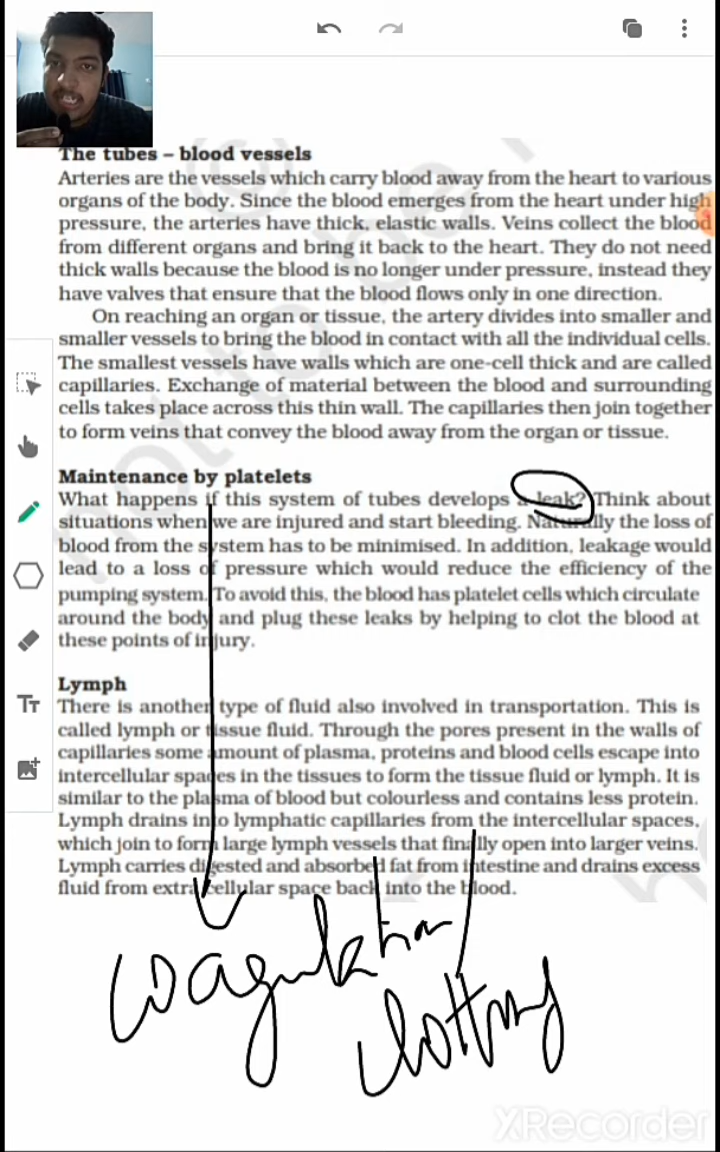 The tubes – blood vessels
Arteries are the vessels which carry blood away from the heart to various
organs of the body. Since the blood emerges from the heart under high
pressure, the arteries have thick, elastic walls. Veins collect the blood
from different organs and bring it back to the heart. They do not need
thick walls because the blood is no longer under pressure, instead they
have valves that ensure that the blood flows only in one direction.
On reaching an organ or tissue, the artery divides into smaller and
smaller vessels to bring the blood in contact with all the individual cells.
The smallest vessels have walls which are one-cell thick and are called
capillaries. Exchange of material between the blood and surrounding
cells takes place across this thin wall. The capillaries then join together
to form veins that convey the blood away from the organ or tissue.
Maintenance by platelets
What happens if this system of tubes develops a leak? Think about
situations when we are injured and start bleeding. Naturally the loss of
blood from the system has to be minimised. In addition, leakage would
lead to a loss of pressure which would reduce the efficiency of the
pumping system. To avoid this, the blood has platelet cells which circulate
around the body and plug these leaks by helping to clot the blood at
these points of injury.
Lymph
There is another type of fluid also involved in transportation. This is
called lymph or tissue fluid. Through the pores present in the walls of
capillaries some amount of plasma, proteins and blood cells escape into
intercellular spaces in the tissues to form the tissue fluid or lymph. It is
similar to the plasma of blood but colourless and contains less protein.
Lymph drains into lymphatic capillaries from the intercellular spaces,
which join to form large lymph vessels that finally open into larger veins.
Lymph carries digested and absorbed fat from intestine and drains excess
fluid from extra cellular space back into the blood.
coagulation/
clotting
Tт
XRecorder